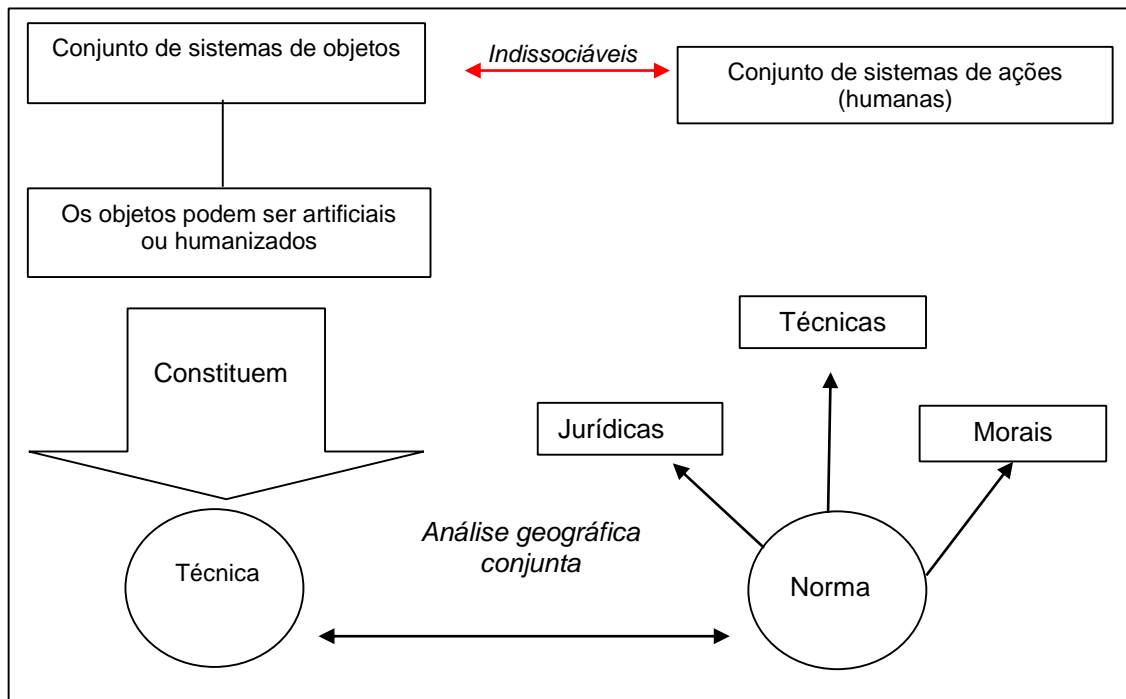 Conjunto de sistemas de objetos
Indissociáveis
Conjunto de sistemas de ações
(humanas)
Os objetos podem ser artificiais
ou humanizados
Técnicas
Constituem
Jurídicas
Morais
Análise geográfica
conjunta
Técnica
Norma